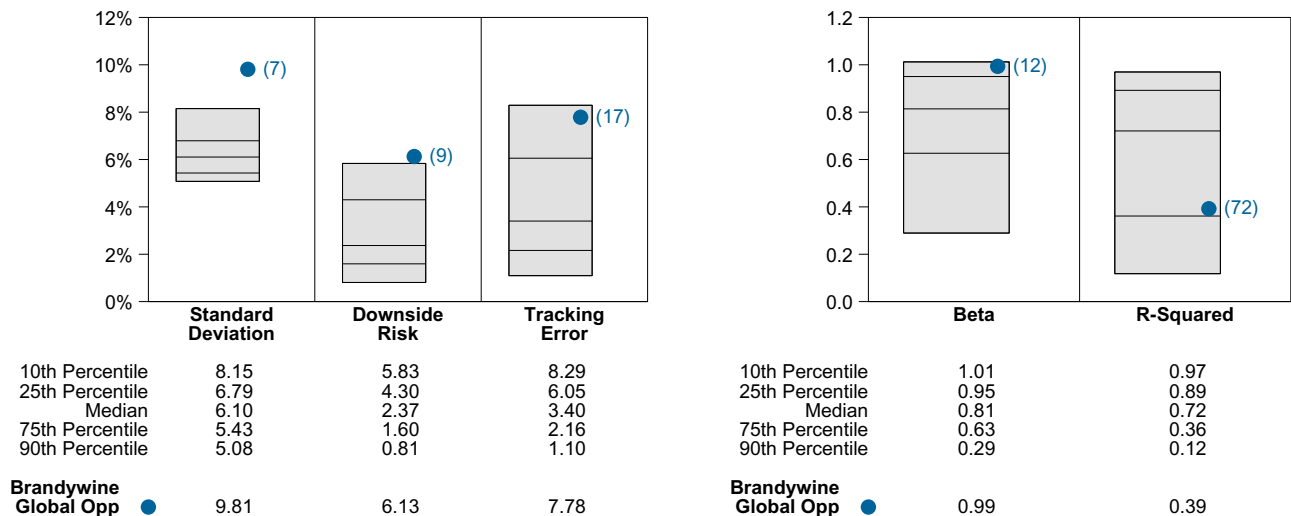 12%
10%
8%
6%
4%
2%
0%
(7)
(9)
(17)
Standard Deviation
Downside Risk
Tracking Error
10th Percentile 8.15 5.83 8.29
25th Percentile 6.79 4.30 6.05
Median 6.10 2.37 3.40
75th Percentile 5.43 1.60 2.16
90th Percentile 5.08 0.81 1.10
Brandywine
Global Opp 9.81 6.13 7.78
1.2
1.0
0.8
0.6
0.4
0.2
0.0
(12)
(72)
Beta
R-Squared
10th Percentile 1.01 0.97
25th Percentile 0.95 0.89
Median 0.81 0.72
75th Percentile 0.63 0.36
90th Percentile 0.29 0.12
Brandywine
Global Opp 0.99 0.39